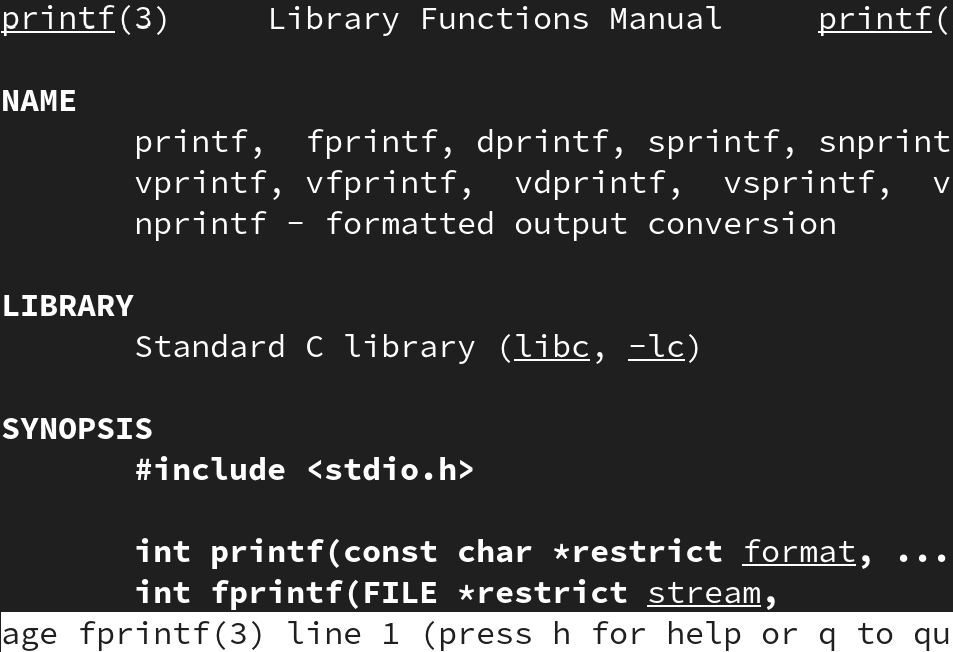 printf(3) Library Functions Manual printf(
NAME
printf, fprintf, dprintf, sprintf, snprint
vprintf, vfprintf, vdprintf, vsprintf, v
nprintf - formatted output conversion
LIBRARY
Standard C library (libc, -lc)
SYNOPSIS
#include <stdio.h>
int printf(const char *restrict format, ...
int fprintf(FILE *restrict stream,
age fprintf(3) line 1 (press h for help or q to qu